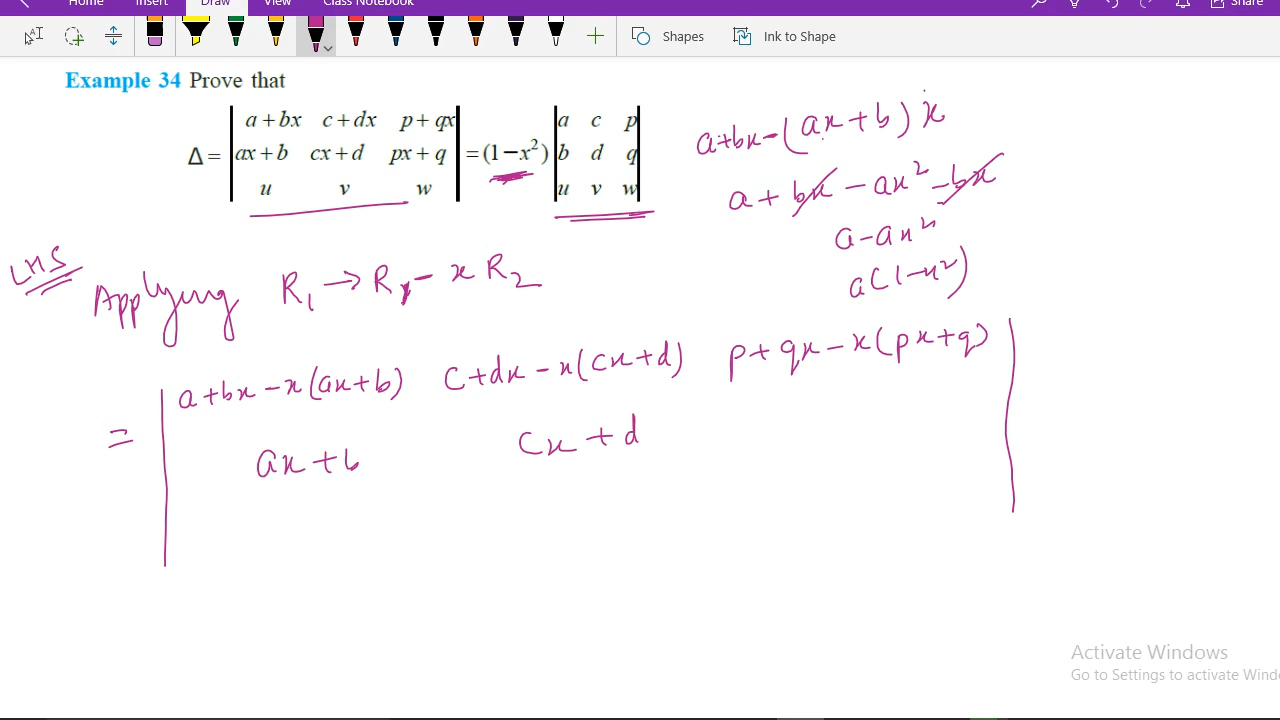 Home Insert Draw View Class Notebook Share
Shapes Ink to Shape
Example 34 Prove that
a + bx c + dx p + qx
Δ = ax + b cx + d px + q = (1 – x²)
u v w
a c p
b d q
u v w
a+bx-(ax+b)x
a + bx - ax² - bx
a-ax²
a(1-x²)
LHS
Applying R₁ → R₁ - x R₂
a+bx-x(ax+b) c+dx-x(cx+d) p+qx-x(px+q)
= ax+b cx+d
Activate Windows
Go to Settings to activate Wind